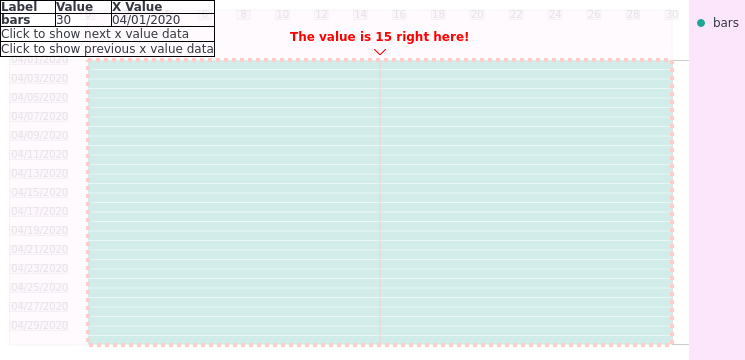 Label Value X Value
bars 30 04/01/2020
Click to show next x value data
Click to show previous x value data
8 10 12 14 16 18 20 22 24 26 28 30
The value is 15 right here!
bars
04/01/2020
04/03/2020
04/05/2020
04/07/2020
04/09/2020
04/11/2020
04/13/2020
04/15/2020
04/17/2020
04/19/2020
04/21/2020
04/23/2020
04/25/2020
04/27/2020
04/29/2020